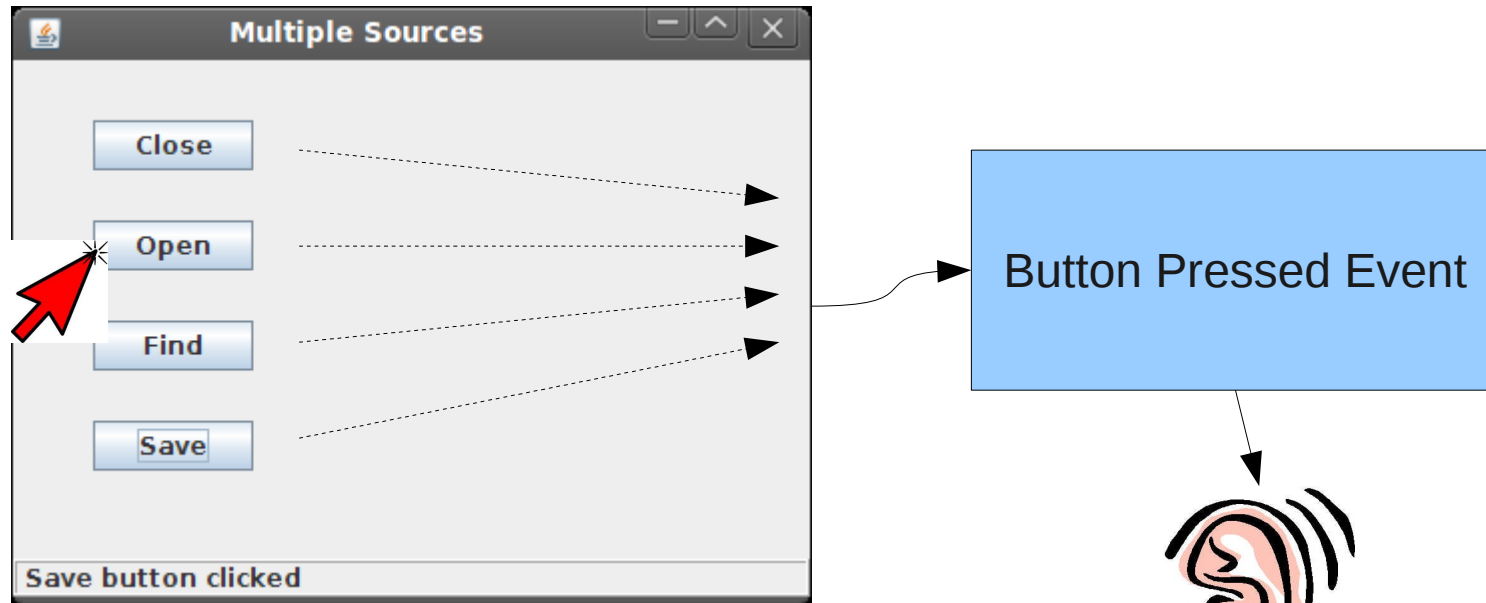 Multiple Sources
Close
Open
Find
Save
Save button clicked
Button Pressed Event